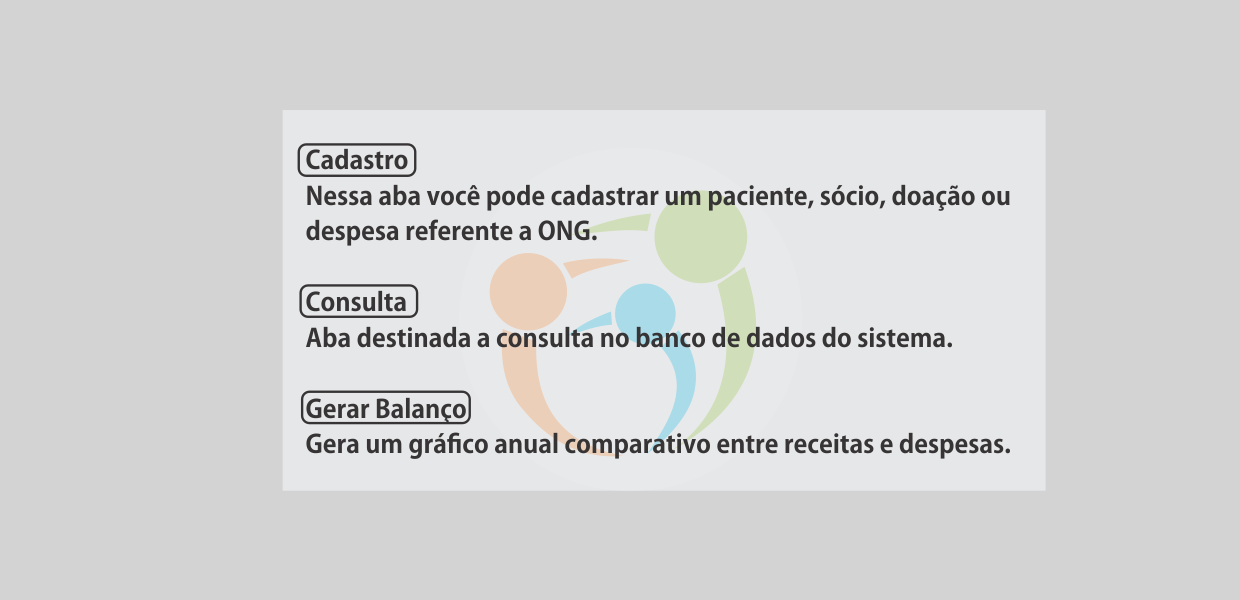 Cadastro
Nessa aba você pode cadastrar um paciente, sócio, doação ou
despesa referente a ONG.
Consulta
Aba destinada a consulta no banco de dados do sistema.
Gerar Balanço
Gera um gráfico anual comparativo entre receitas e despesas.